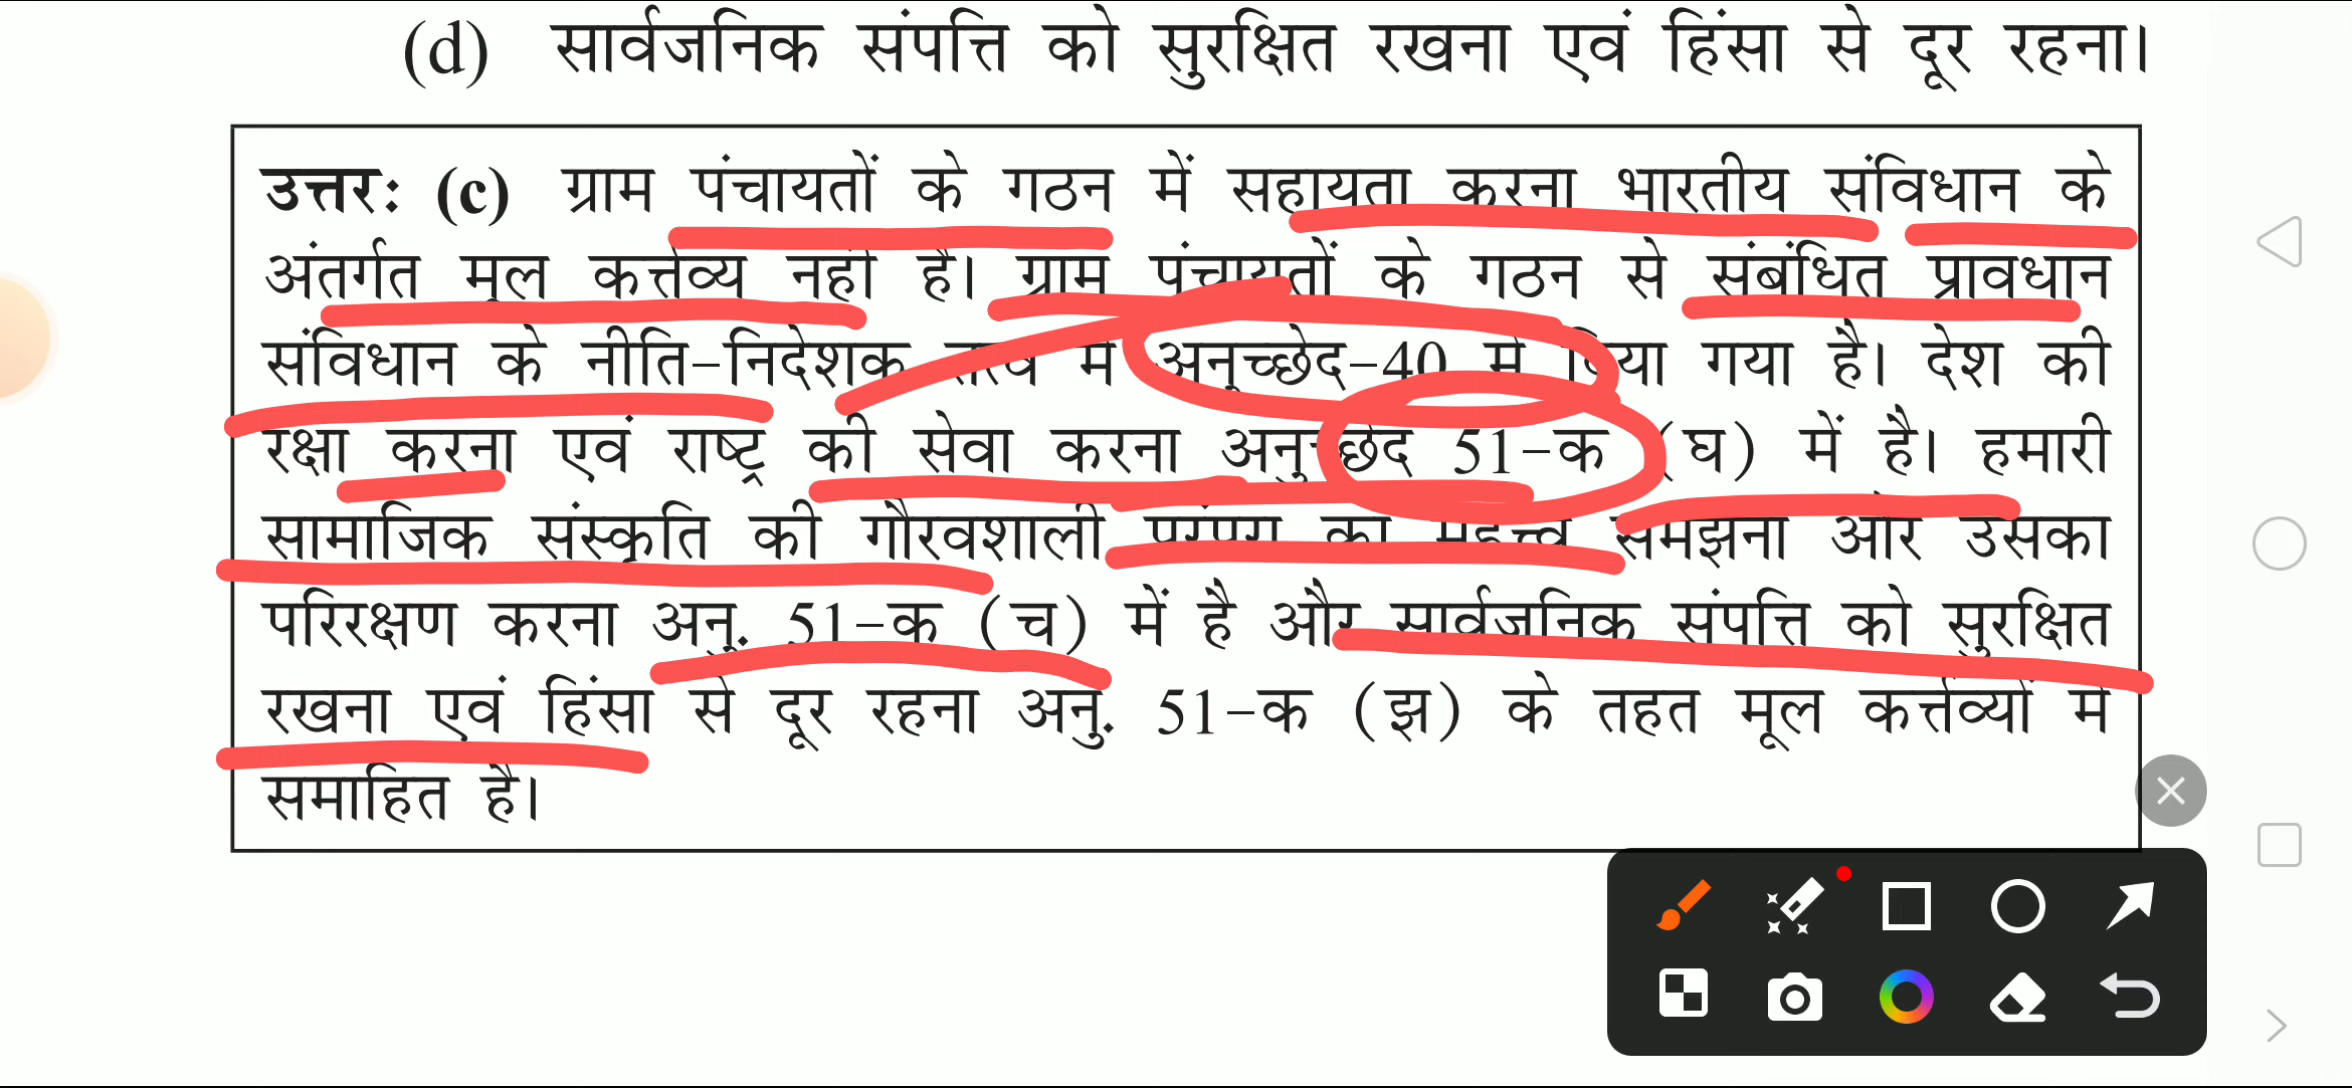 (d) सार्वजनिक संपत्ति को सुरक्षित रखना एवं हिंसा से दूर रहना।
उत्तरः (c) ग्राम पंचायतों के गठन में सहायता करना भारतीय संविधान के
अंतर्गत मूल कर्त्तव्य नहीं है। ग्राम पंचायतों के गठन से संबंधित प्रावधान
संविधान के नीति-निदेशक तत्व में अनुच्छेद-40 में दिया गया है। देश की
रक्षा करना एवं राष्ट्र की सेवा करना अनुच्छेद 51-क (घ) में है। हमारी
सामाजिक संस्कृति की गौरवशाली परंपरा का महत्त्व समझना और उसका
परिरक्षण करना अनु. 51-क (च) में है और सार्वजनिक संपत्ति को सुरक्षित
रखना एवं हिंसा से दूर रहना अनु. 51-क (झ) के तहत मूल कर्त्तव्यों में
समाहित है।